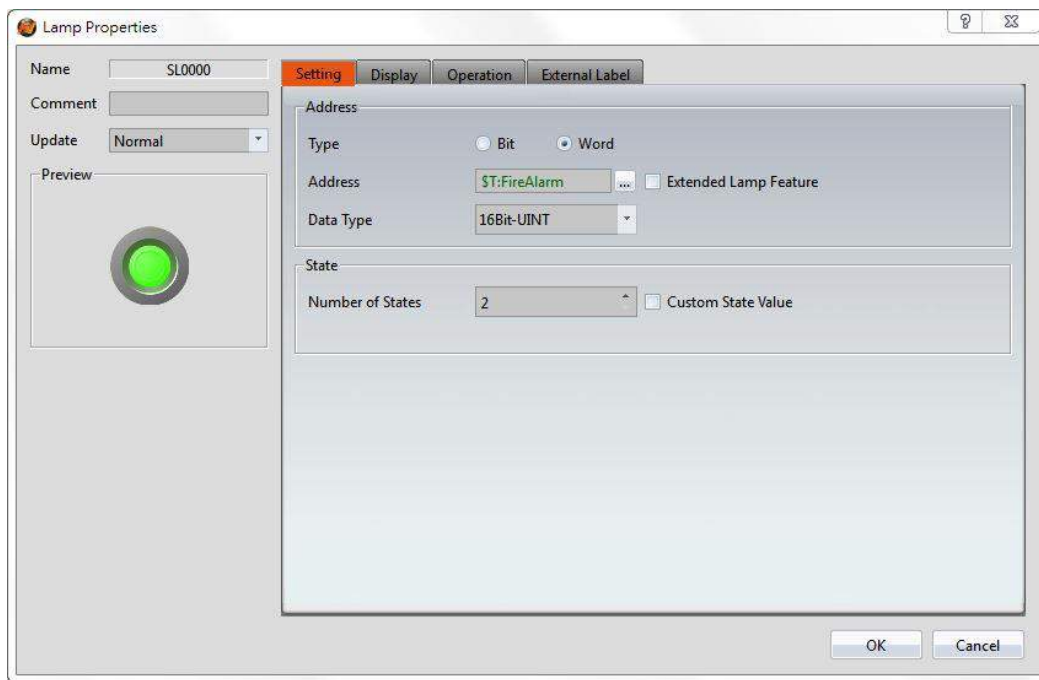 Lamp Properties
Name SL0000
Comment
Update Normal
Preview
Setting Display Operation External Label
Address
Type Bit Word
Address $T:FireAlarm ... Extended Lamp Feature
Data Type 16Bit-UINT
State
Number of States 2 Custom State Value
OK Cancel